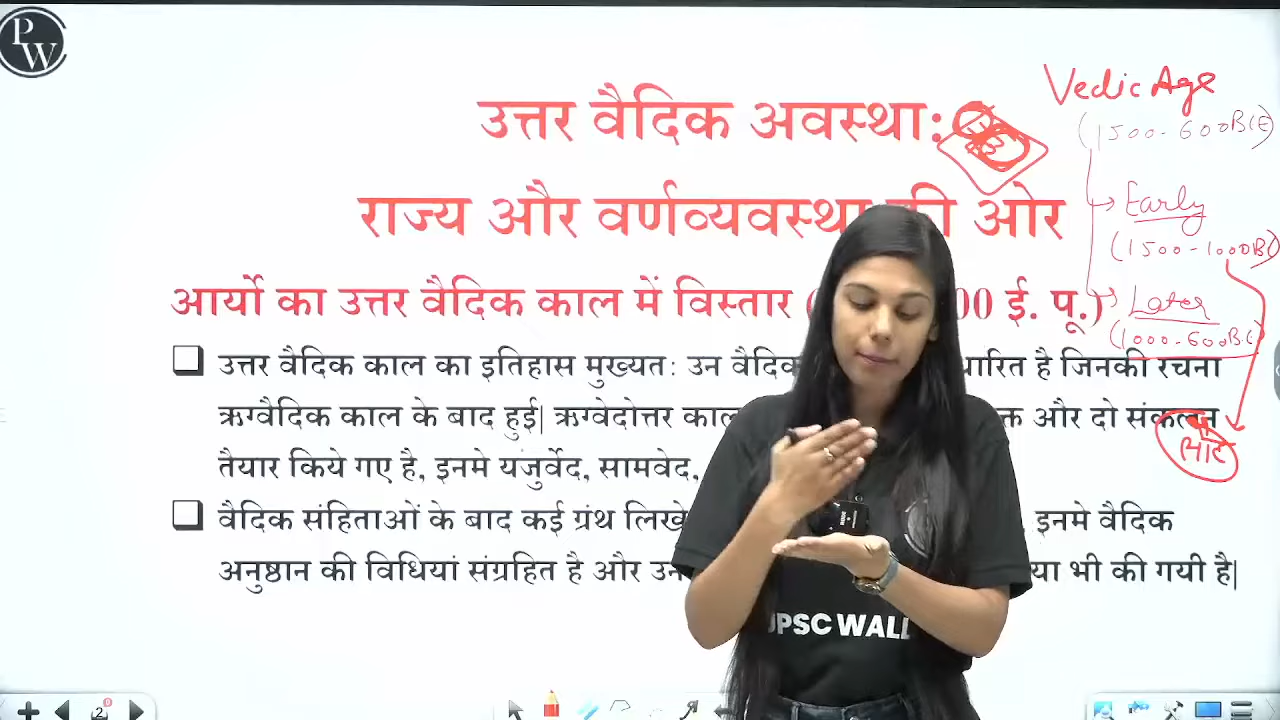 PW
उत्तर वैदिक अवस्था:
राज्य और वर्णव्यवस्था की ओर
आर्यो का उत्तर वैदिक काल में विस्तार ( 00 ई. पू.)
उत्तर वैदिक काल का इतिहास मुख्यत: उन वैदिक धारित है जिनकी रचना
ऋग्वैदिक काल के बाद हुई| ऋग्वेदोत्तर काल क्त और दो संकलन
तैयार किये गए है, इनमे यंजुर्वेद, सामवेद,
वैदिक संहिताओं के बाद कई ग्रंथ लिखे इनमे वैदिक
अनुष्ठान की विधियां संग्रहित है और उन या भी की गयी है|
Vedic Age
(1500-600BCE)
Early
(1500-1000BC)
Later
(1000-600BC)
UPSC WALL
2